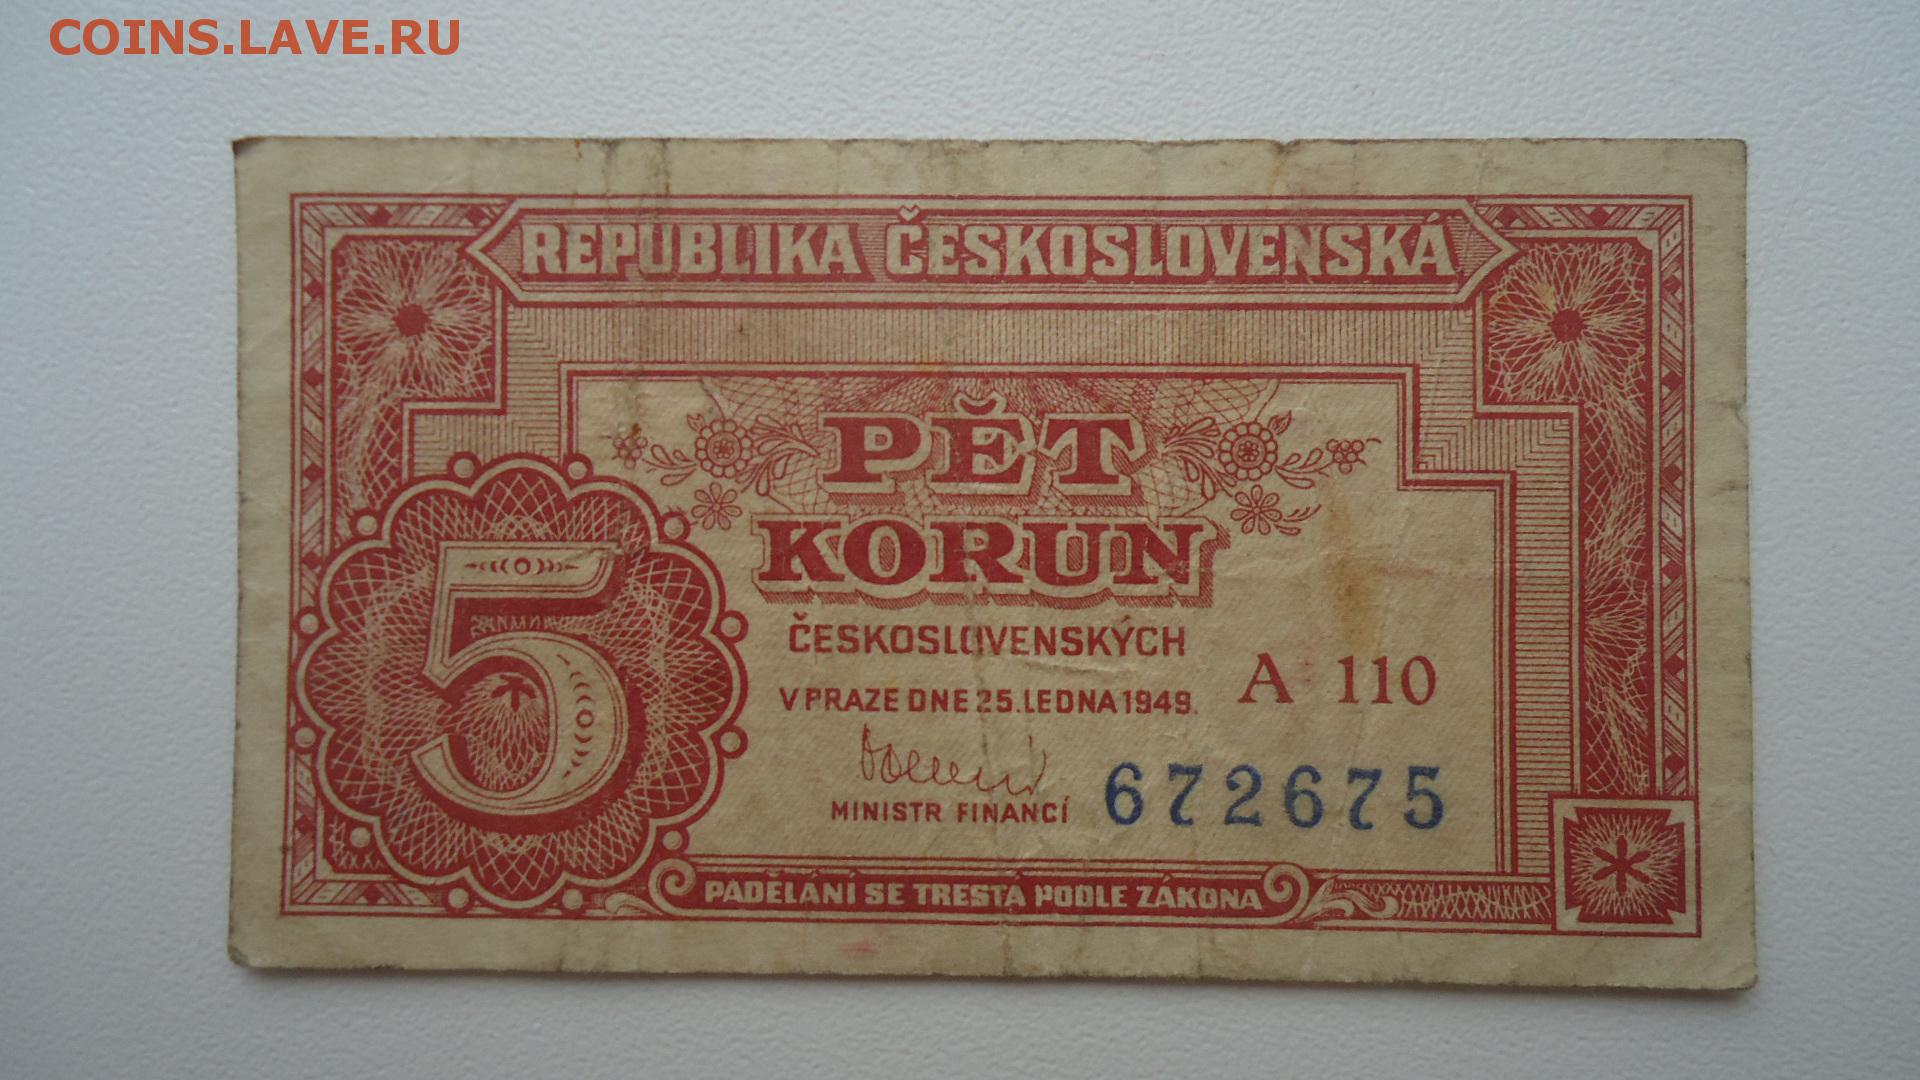 COINS.LAVE.RU
REPUBLIKA ČESKOSLOVENSKÁ
PĚT
KORUN
ČESKOSLOVENSKÝCH
V PRAZE DNE 25. LEDNA 1949.
A 110
5
MINISTR FINANCÍ
672675
PADĚLÁNÍ SE TRESTÁ PODLE ZÁKONA